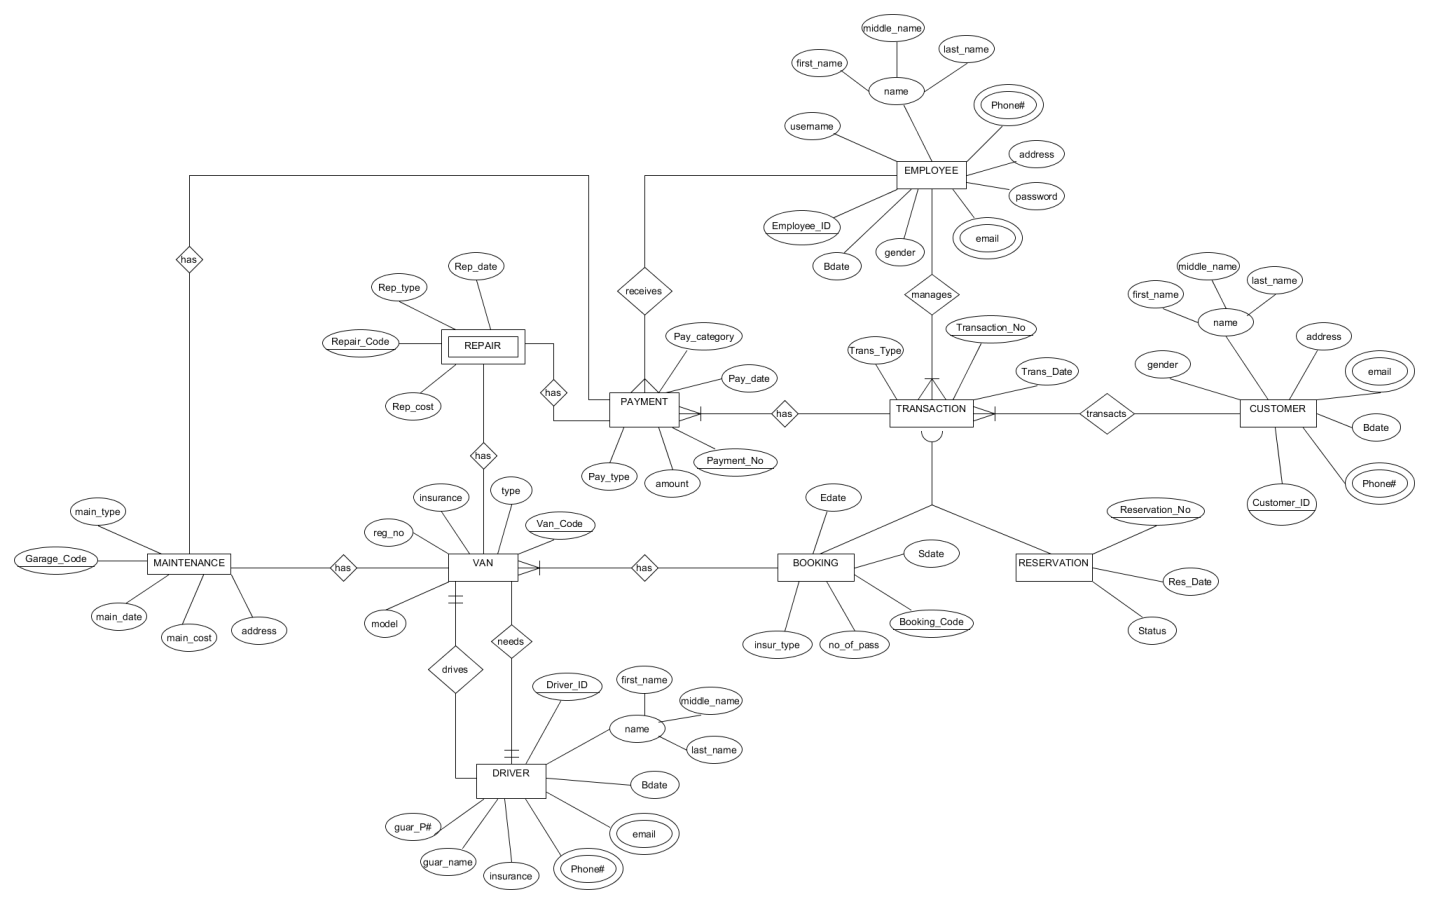 middle_name
last_name
first_name
name
Phone#
username
address
EMPLOYEE
password
Employee_ID
email
gender
Bdate
has
receives
manages
Rep_date
Rep_type
Repair_Code
REPAIR
Rep_cost
has
has
Pay_category
Pay_date
PAYMENT
Pay_type
amount
Payment_No
has
Transaction_No
Trans_Type
Trans_Date
TRANSACTION
transacts
middle_name
last_name
first_name
name
address
gender
email
CUSTOMER
Bdate
Phone#
Customer_ID
main_type
Garage_Code
MAINTENANCE
main_date
main_cost
address
has
insurance
type
reg_no
Van_Code
VAN
model
has
Edate
Sdate
BOOKING
Booking_Code
insur_type
no_of_pass
Reservation_No
RESERVATION
Res_Date
Status
needs
drives
Driver_ID
first_name
middle_name
name
last_name
DRIVER
Bdate
email
guar_P#
guar_name
insurance
Phone#